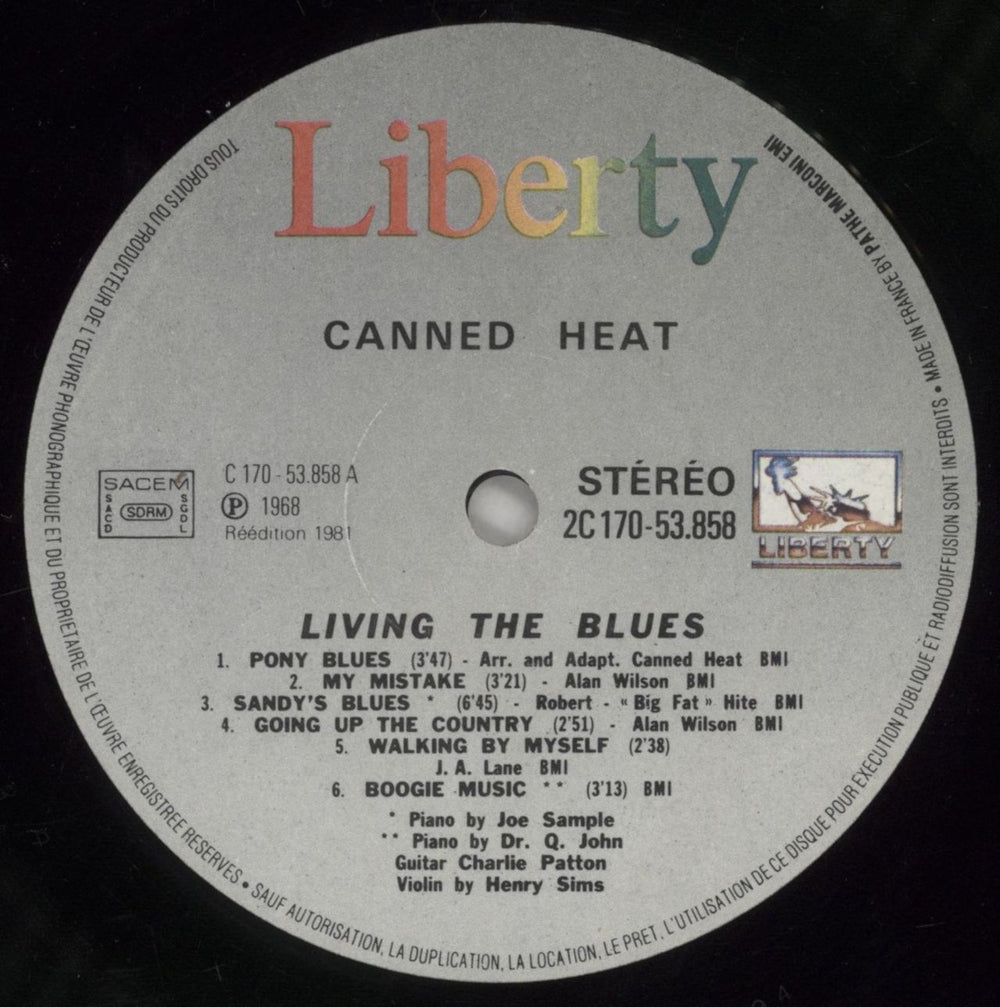 Liberty
CANNED HEAT
SACEM
SACD
SDRM
SGDL
C 170 - 53.858 A
Ⓟ 1968
Réédition 1981
STÉRÉO
2C 170-53.858
LIBERTY
LIVING THE BLUES
1. PONY BLUES (3'47) - Arr. and Adapt. Canned Heat BMI
2. MY MISTAKE (3'21) - Alan Wilson BMI
3. SANDY'S BLUES * (6'45) - Robert - « Big Fat » Hite BMI
4. GOING UP THE COUNTRY (2'51) - Alan Wilson BMI
5. WALKING BY MYSELF (2'38)
J. A. Lane BMI
6. BOOGIE MUSIC ** (3'13) BMI
* Piano by Joe Sample
** Piano by Dr. Q. John
Guitar Charlie Patton
Violin by Henry Sims
TOUS DROITS DU PRODUCTEUR DE L'ŒUVRE PHONOGRAPHIQUE ET DU PROPRIETAIRE DE L'ŒUVRE ENREGISTREE RESERVES • SAUF AUTORISATION, LA DUPLICATION, LA LOCATION, LE PRET, L'UTILISATION DE CE DISQUE POUR EXECUTION PUBLIQUE ET RADIODIFFUSION SONT INTERDITS • MADE IN FRANCE BY PATHE MARCONI EMI